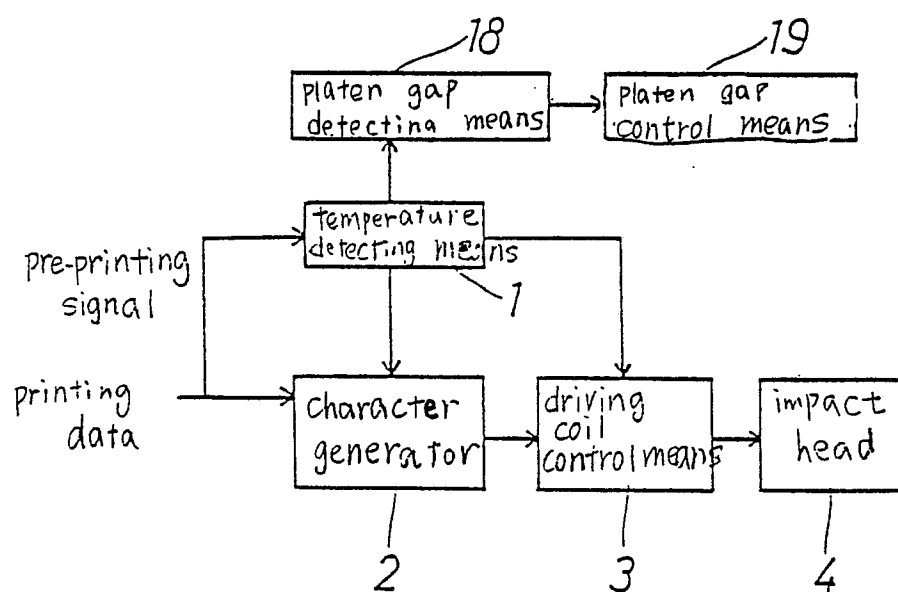 18
19
platen gap
detectina means
platen gap
control means
temperature
detecting means
1
pre-printing
signal
printing
data
character
generator
driving
coil
control means
impact
head
2
3
4